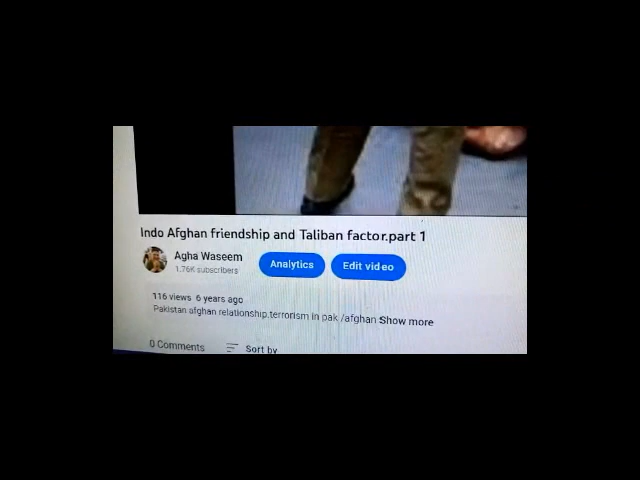 Indo Afghan friendship and Taliban factor.part 1
Agha Waseem
1.76K subscribers
Analytics
Edit video
116 views 6 years ago
Pakistan afghan relationship,terrorism in pak /afghan Show more
0 Comments
Sort by